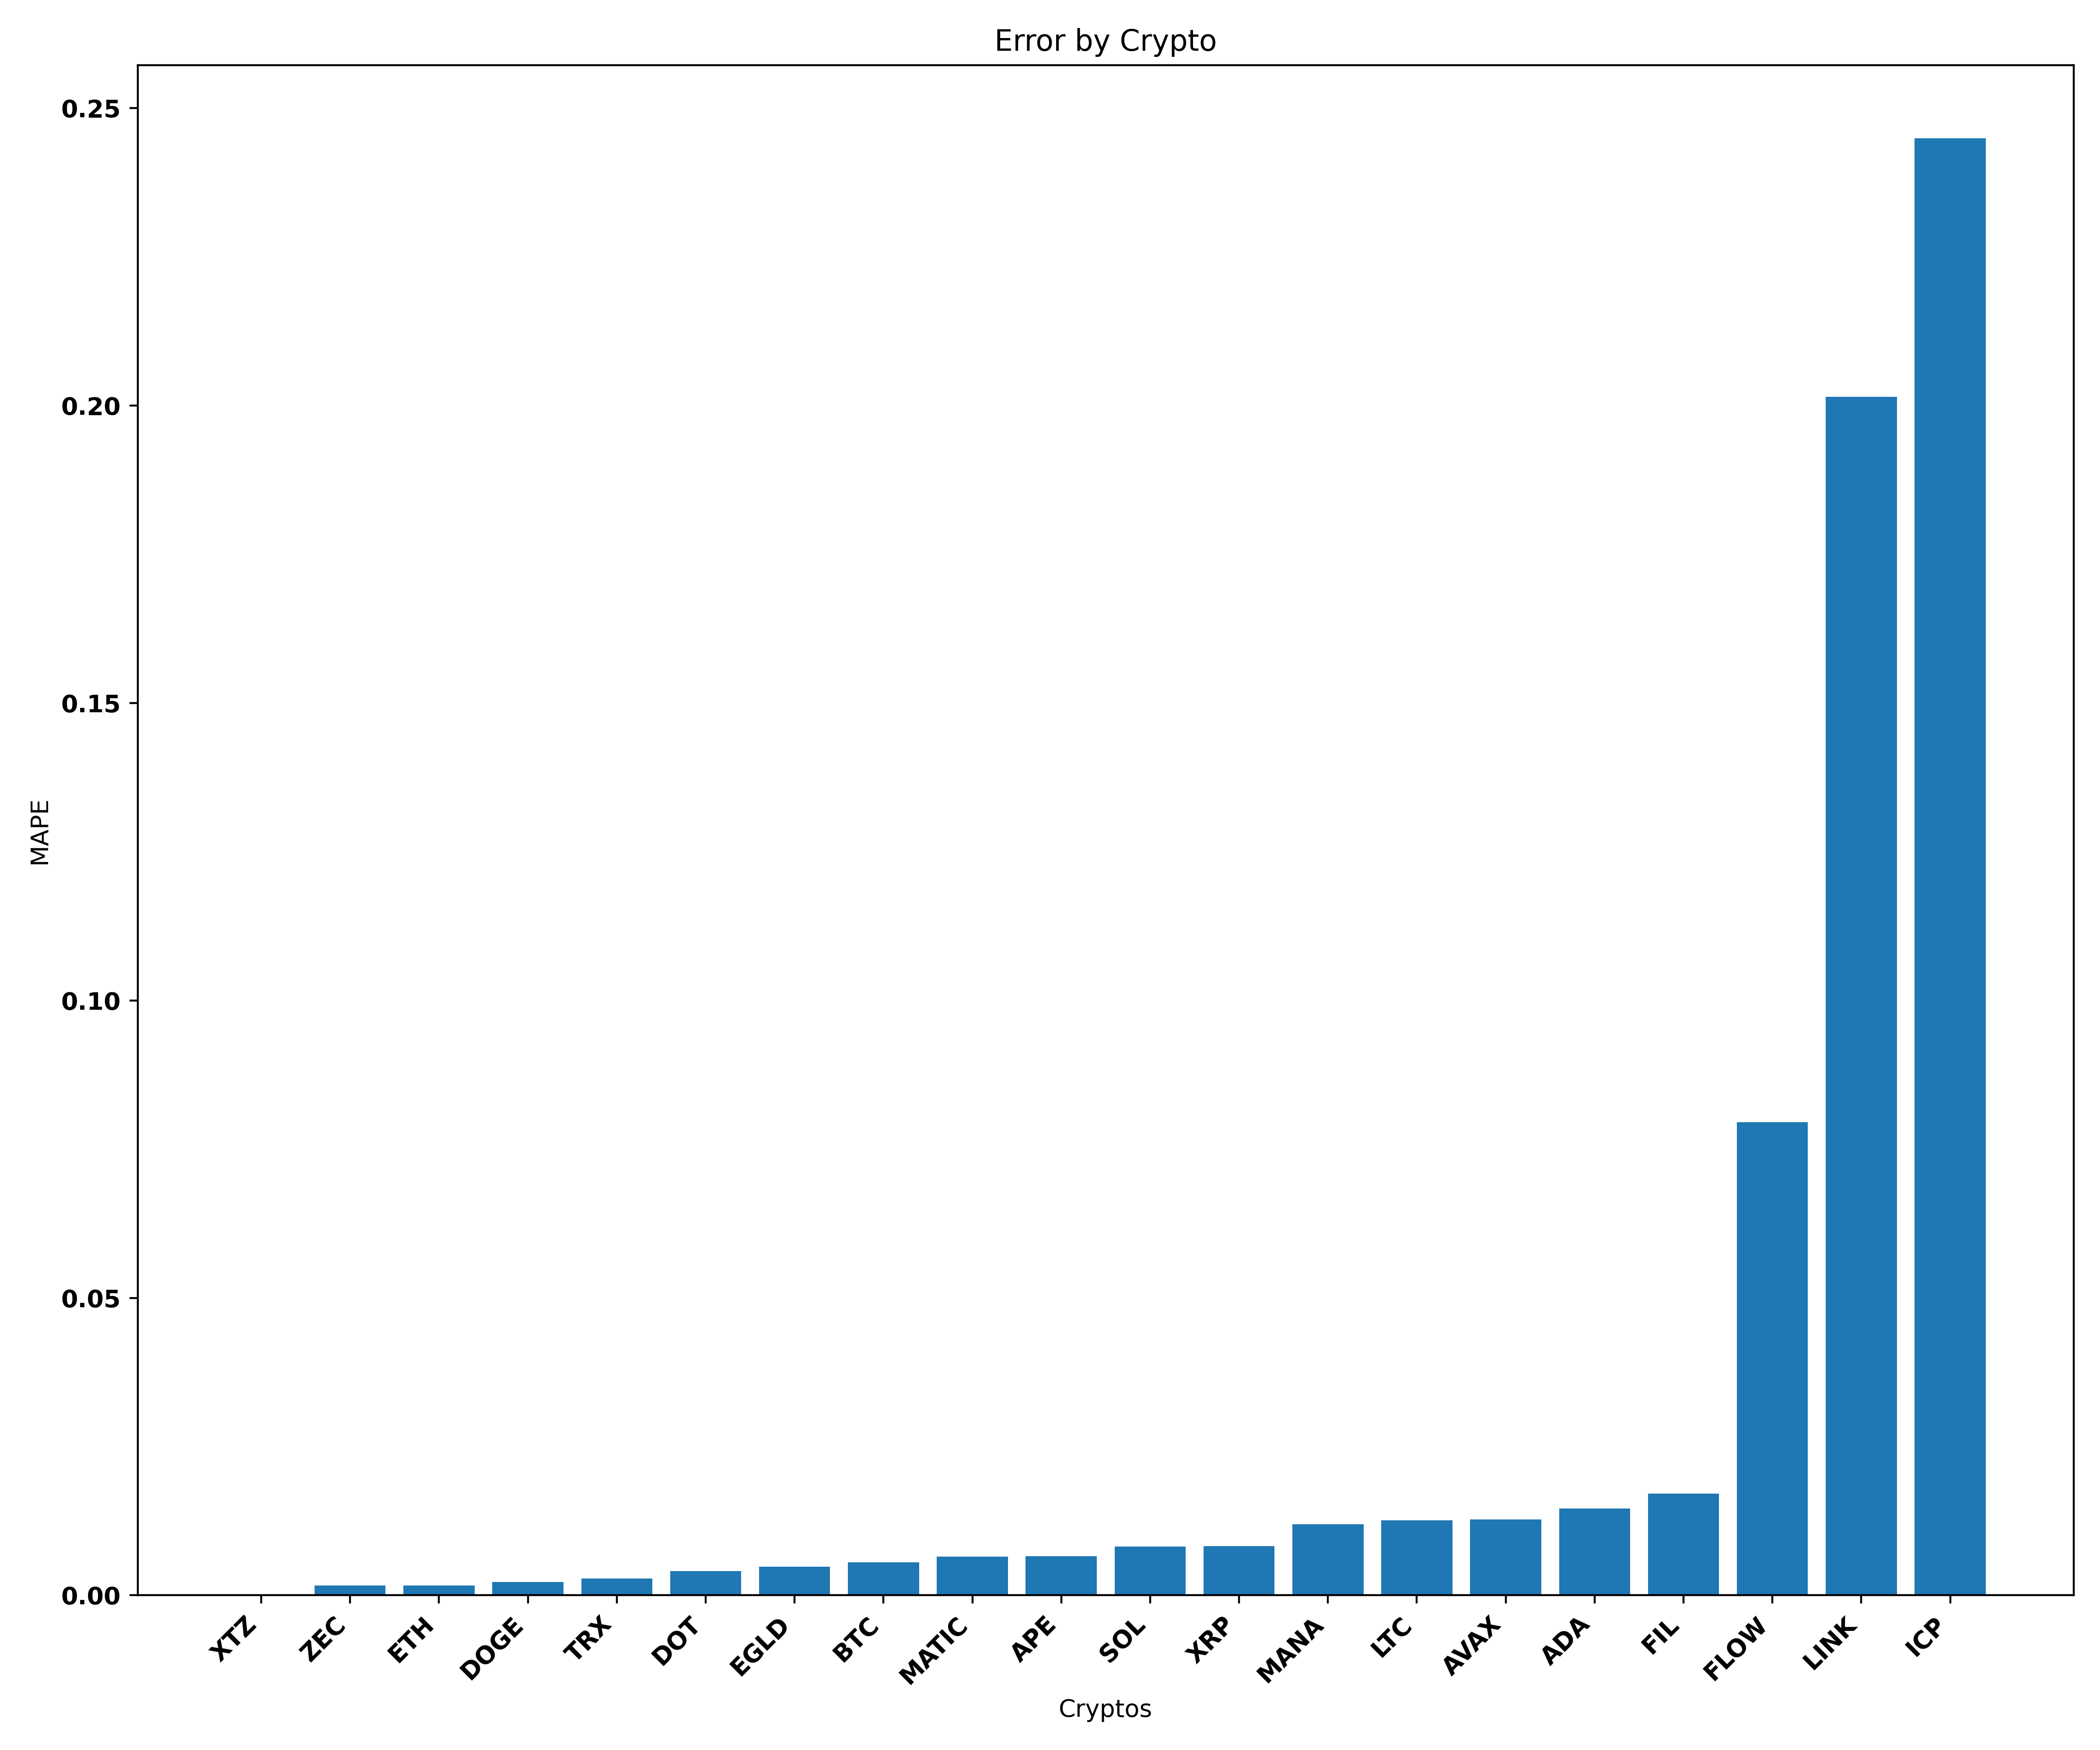 Error by Crypto
0.25
0.20
0.15
0.10
0.05
0.00
MAPE
XTZ
ZEC
ETH
DOGE
TRX
DOT
EGLD
BTC
MATIC
APE
SOL
XRP
MANA
LTC
AVAX
ADA
FIL
FLOW
LINK
ICP
Cryptos